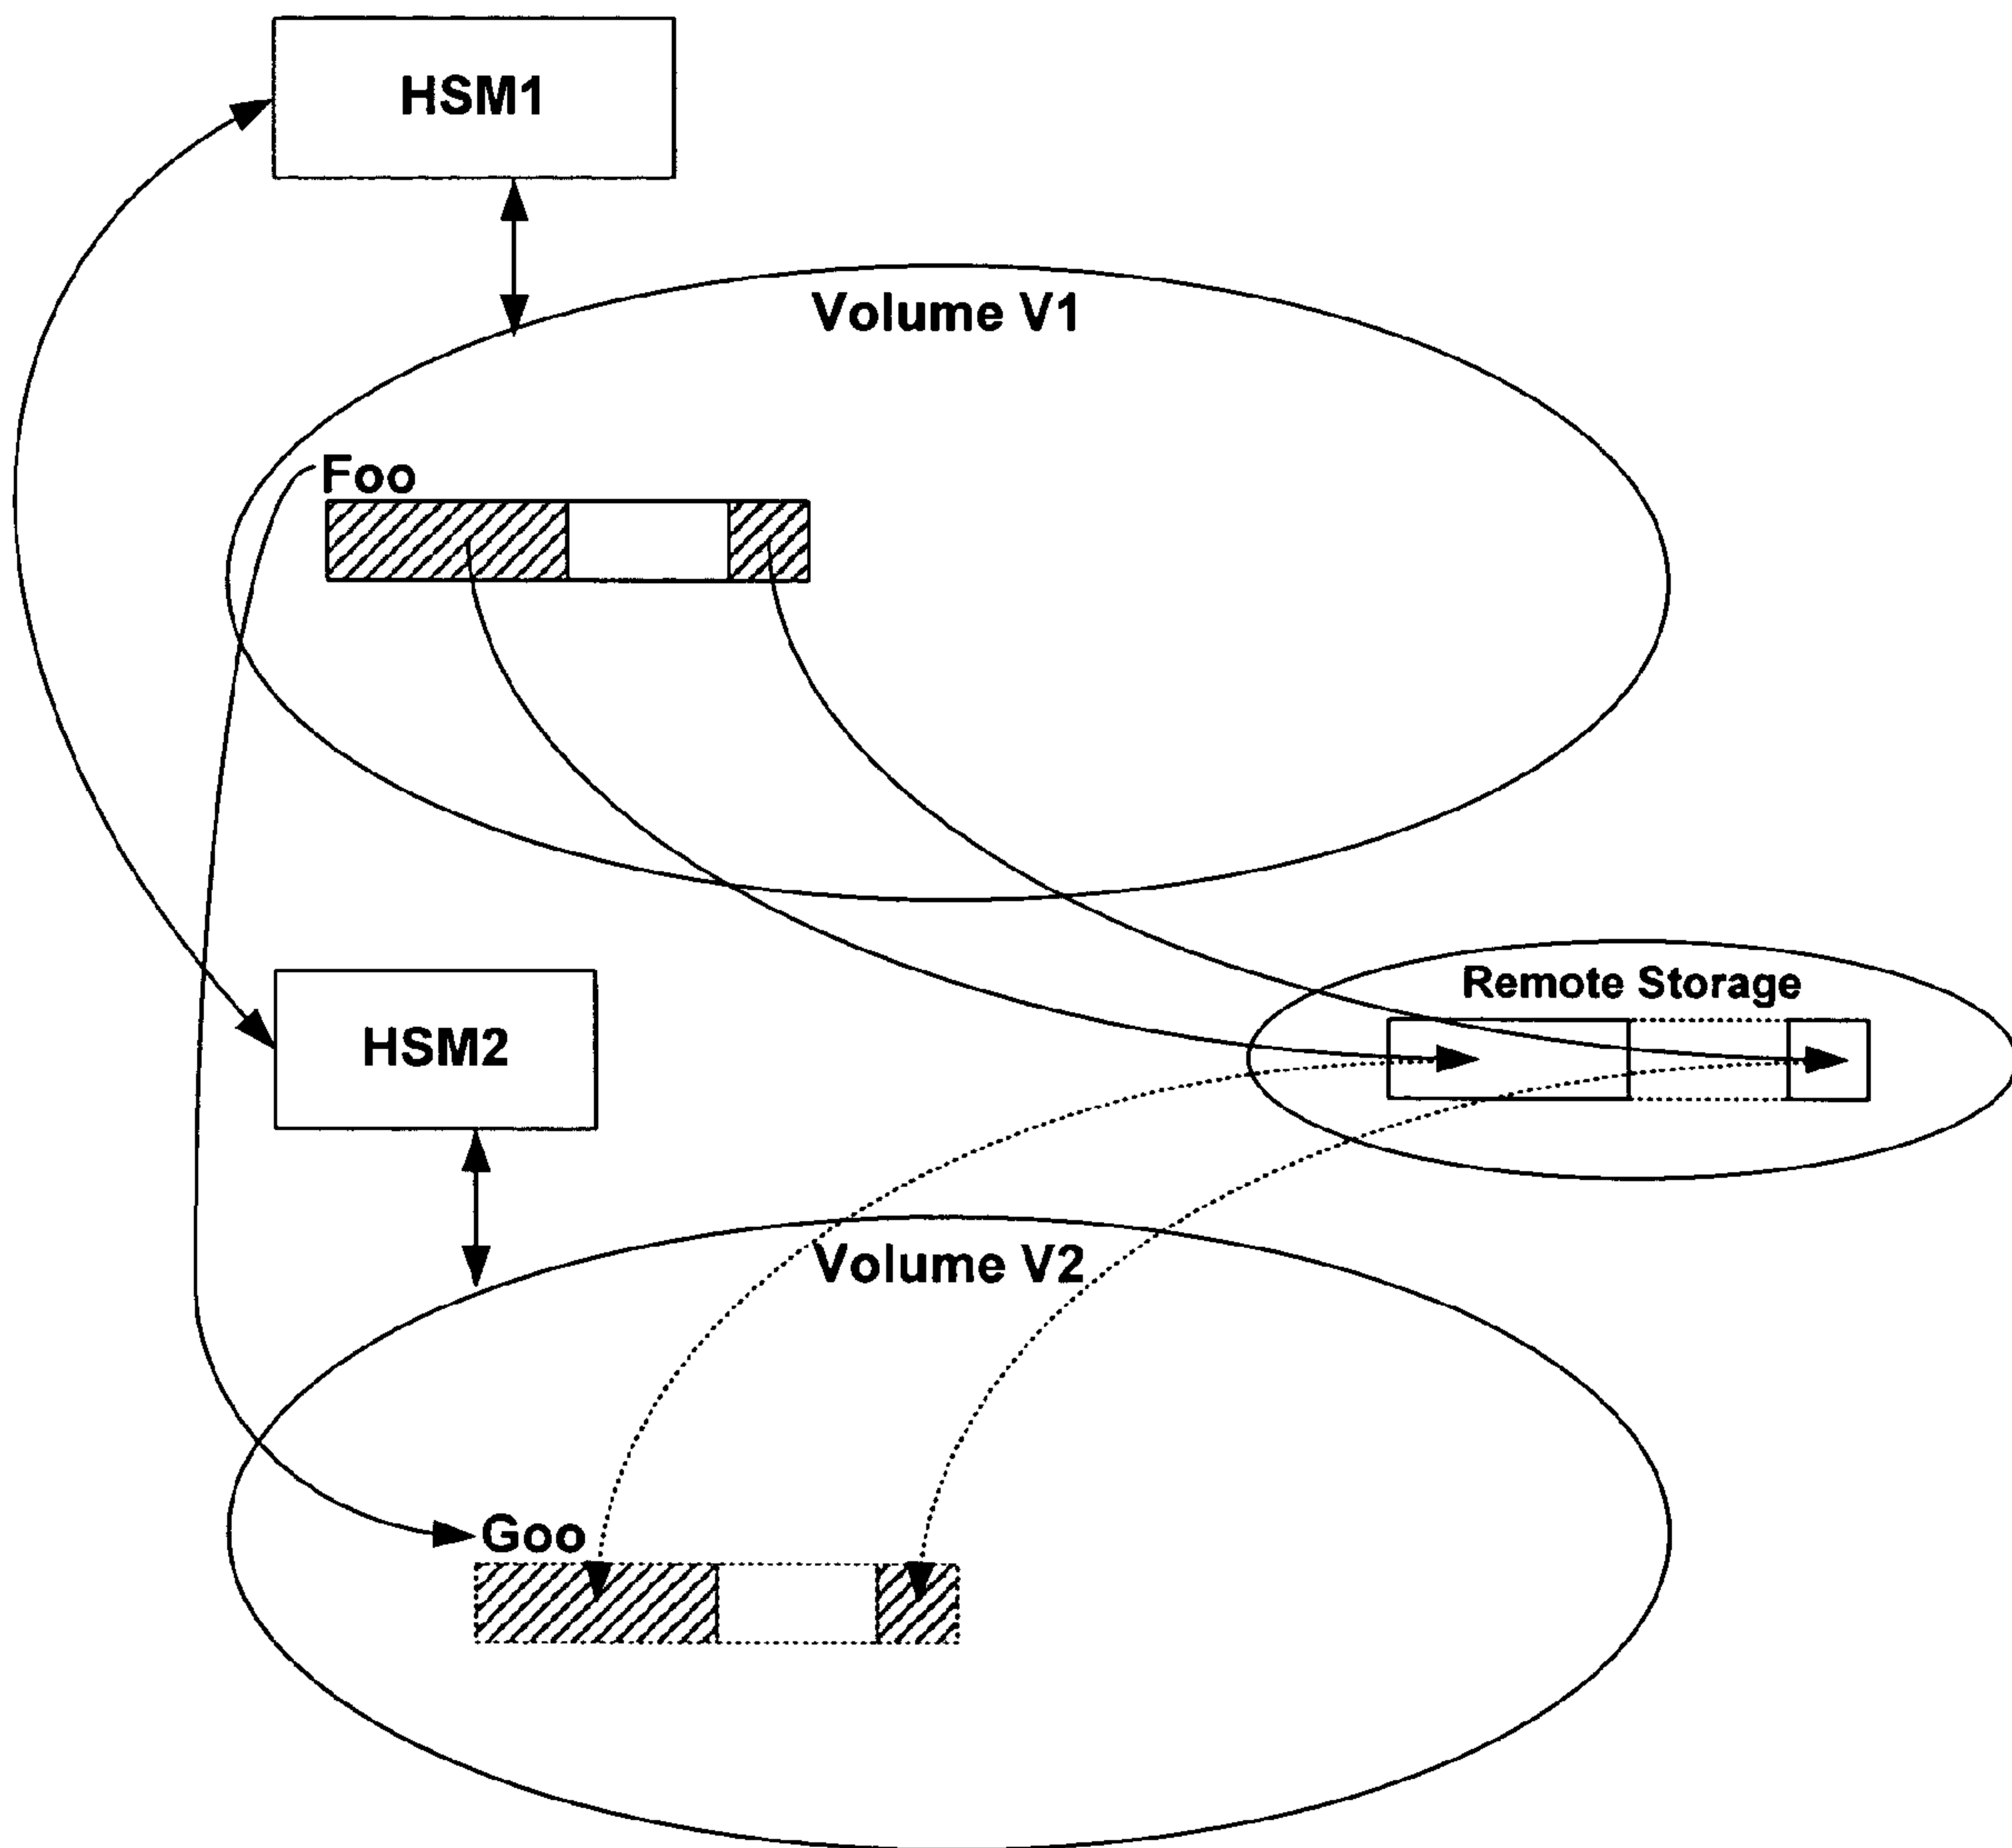 HSM1
Volume V1
Foo
Remote Storage
HSM2
Volume V2
Goo